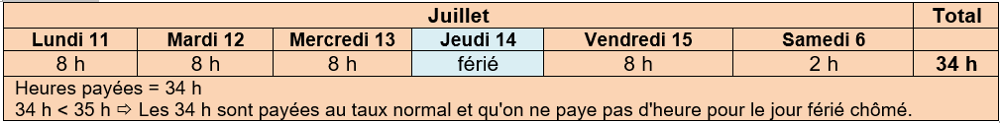 Juillet Total
Lundi 11 Mardi 12 Mercredi 13 Jeudi 14 Vendredi 15 Samedi 6
8 h 8 h 8 h férié 8 h 2 h 34 h
Heures payées = 34 h
34 h < 35 h ⇨ Les 34 h sont payées au taux normal et qu'on ne paye pas d'heure pour le jour férié chômé.